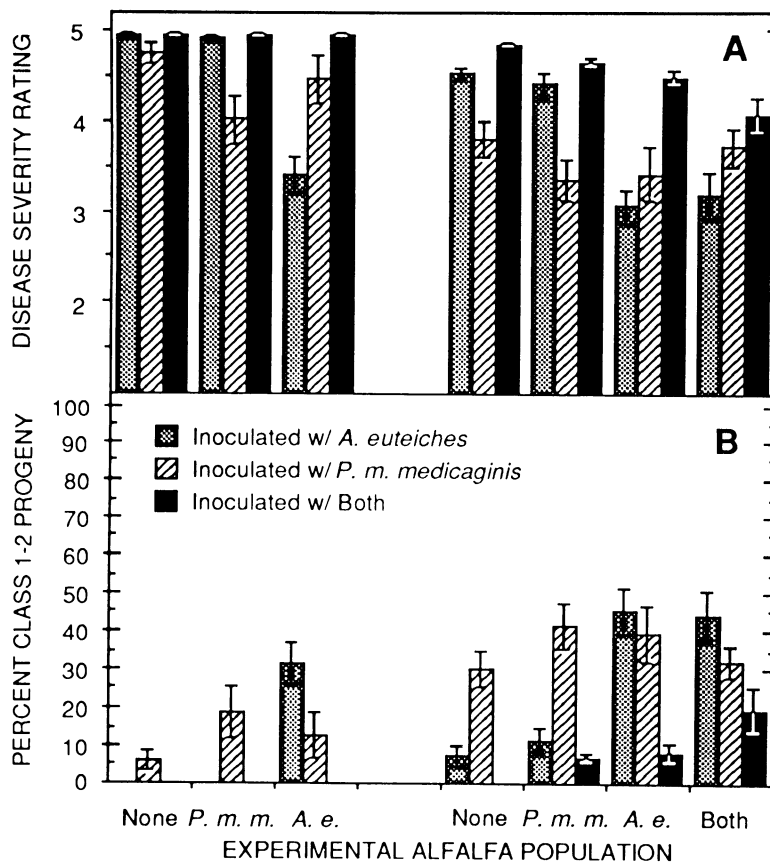 A
DISEASE SEVERITY RATING
5
4
3
2
B
PERCENT CLASS 1-2 PROGENY
100
90
80
70
60
50
40
30
20
10
0
Inoculated w/ A. euteiches
Inoculated w/ P. m. medicaginis
Inoculated w/ Both
None P. m. m. A. e. None P. m. m. A. e. Both
EXPERIMENTAL ALFALFA POPULATION